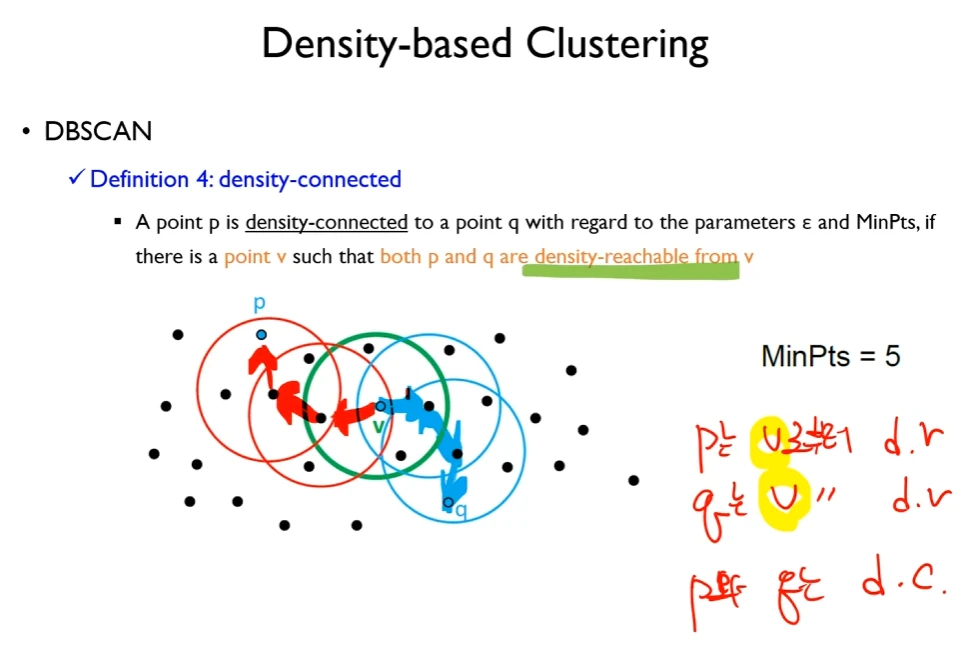 Density-based Clustering
• DBSCAN
✓ Definition 4: density-connected
▪ A point p is density-connected to a point q with regard to the parameters ε and MinPts, if
there is a point v such that both p and q are density-reachable from v
p
MinPts = 5
v
q
p는 v로부터 d.r
q는 v 〃 d.r
p와 q는 d.c.